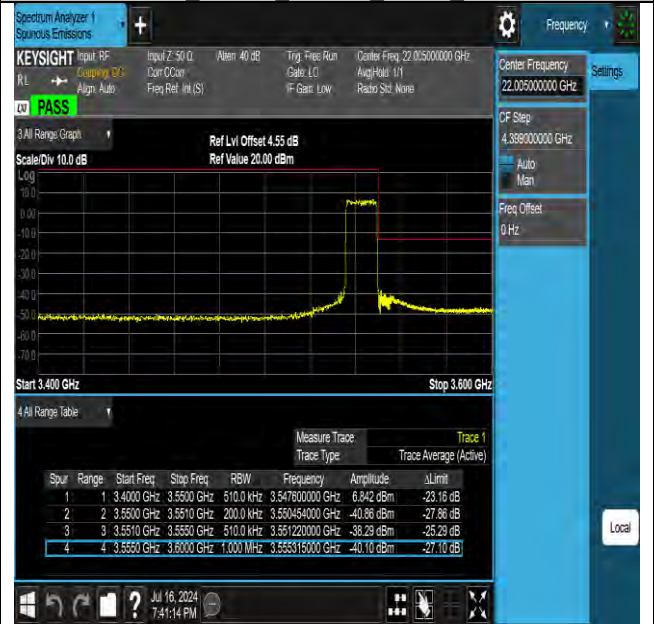 Spectrum Analyzer 1
Spurious Emissions
+
Frequency
KEYSIGHT Input: RF Input Z: 50 Ω Atten: 40 dB Trig: Free Run Center Freq: 22.005000000 GHz
RL Coupling: DC Corr CCorr Gate: LO Avg|Hold: 1/1
Align: Auto Freq Ref: Int (S) IF Gain: Low Radio Std: None
LXI PASS
3 All Range Graph
Ref Lvl Offset 4.55 dB
Scale/Div 10.0 dB Ref Value 20.00 dBm
Log
10.0
0.00
-10.0
-20.0
-30.0
-40.0
-50.0
-60.0
-70.0
Start 3.400 GHz Stop 3.600 GHz
4 All Range Table
Measure Trace Trace 1
Trace Type Trace Average (Active)
Spur Range Start Freq Stop Freq RBW Frequency Amplitude ΔLimit
1 1 3.4000 GHz 3.5500 GHz 510.0 kHz 3.547600000 GHz 6.842 dBm -23.16 dB
2 2 3.5500 GHz 3.5510 GHz 200.0 kHz 3.550454000 GHz -40.86 dBm -27.86 dB
3 3 3.5510 GHz 3.5550 GHz 510.0 kHz 3.551220000 GHz -38.29 dBm -25.29 dB
4 4 3.5550 GHz 3.6000 GHz 1.000 MHz 3.555315000 GHz -40.10 dBm -27.10 dB
Center Frequency
22.005000000 GHz
Settings
CF Step
4.399000000 GHz
Auto
Man
Freq Offset
0 Hz
Local
?
Jul 16, 2024
7:41:14 PM